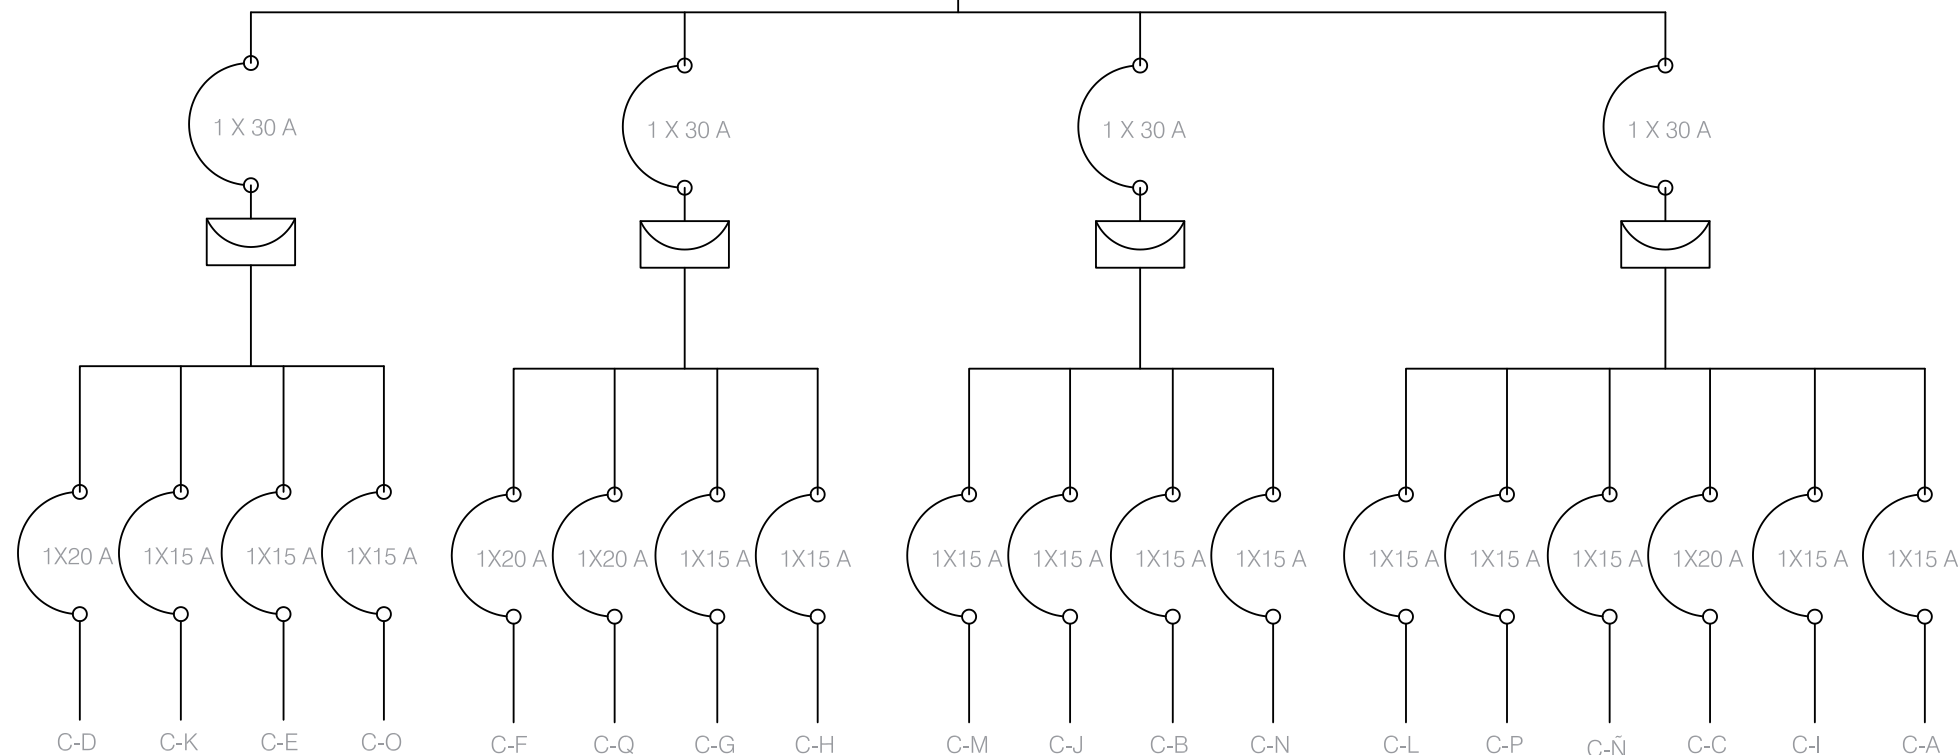 1 X 30 A
1 X 30 A
1 X 30 A
1 X 30 A
1X20 A
1X15 A
1X15 A
1X15 A
1X20 A
1X20 A
1X15 A
1X15 A
1X15 A
1X15 A
1X15 A
1X15 A
1X15 A
1X15 A
1X15 A
1X20 A
1X15 A
1X15 A
C-D
C-K
C-E
C-O
C-F
C-Q
C-G
C-H
C-M
C-J
C-B
C-N
C-L
C-P
C-Ñ
C-C
C-I
C-A